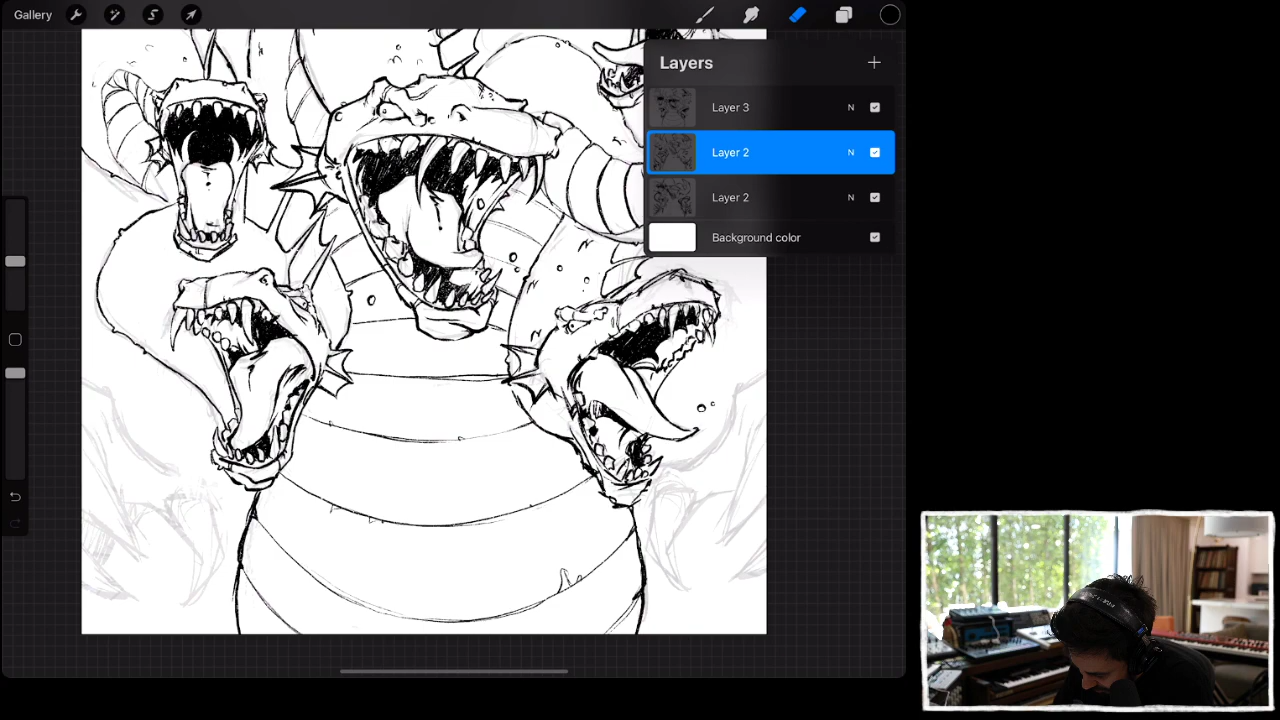 Gallery
Layers
Layer 3 N
Layer 2 N
Layer 2 N
Background color